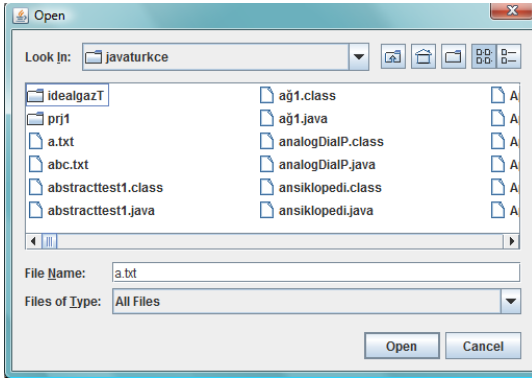 Open
Look In: javaturkce
idealgazT
prj1
a.txt
abc.txt
abstracttest1.class
abstracttest1.java
ağ1.class
ağ1.java
analogDialP.class
analogDialP.java
ansiklopedi.class
ansiklopedi.java
File Name: a.txt
Files of Type: All Files
Open Cancel